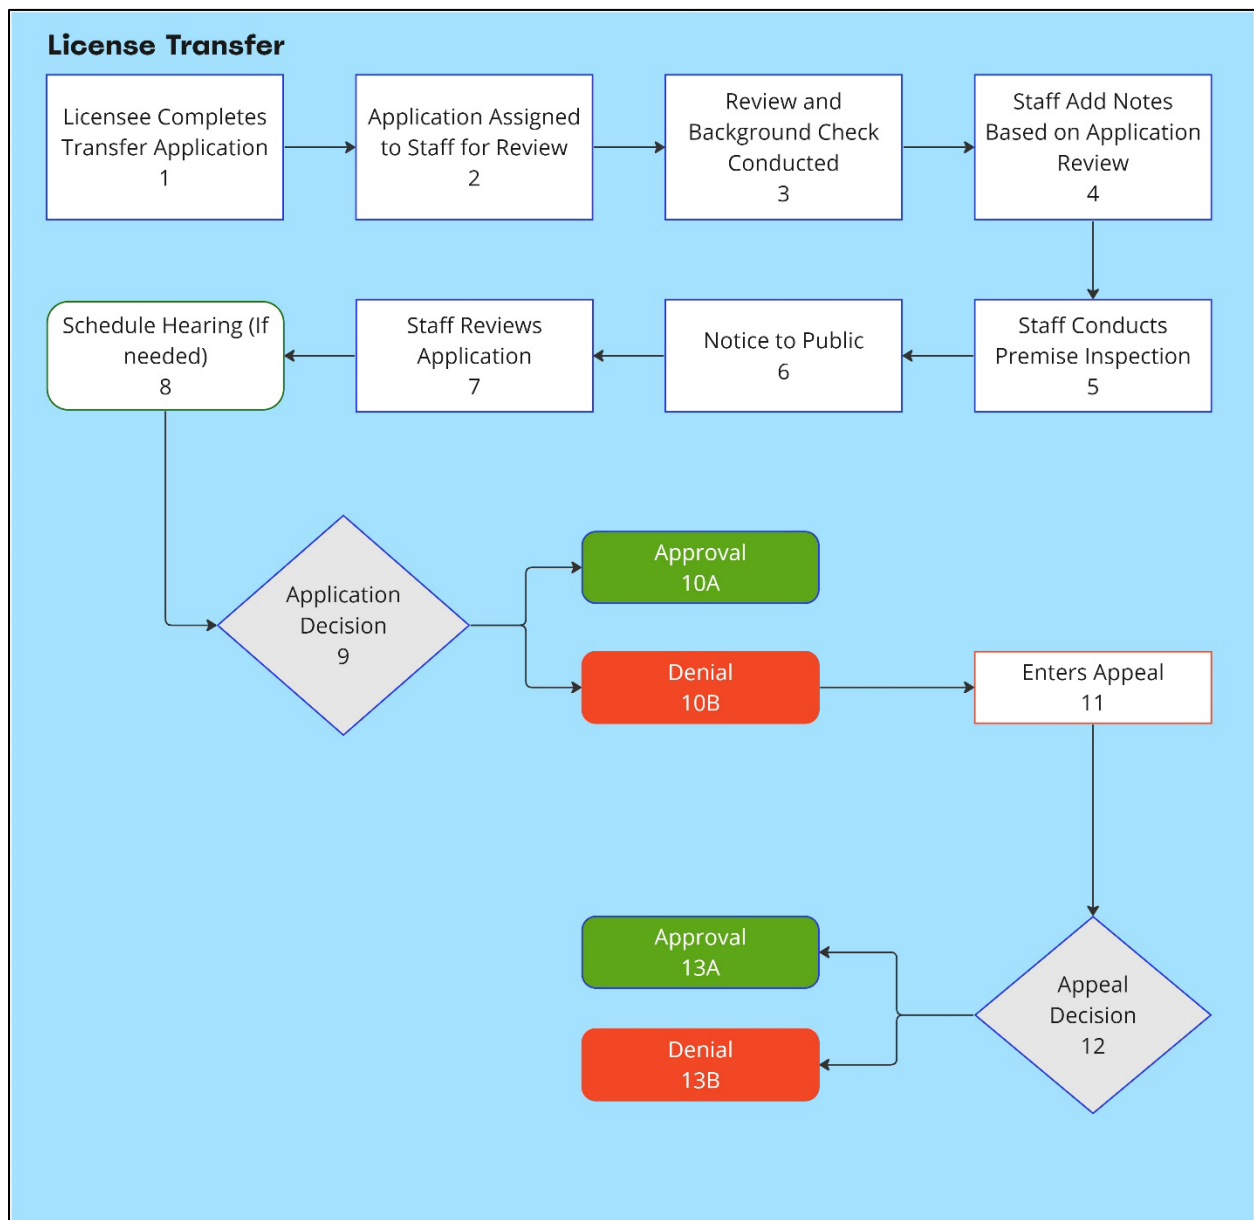 License Transfer
Licensee Completes
Transfer Application
1
Application Assigned
to Staff for Review
2
Review and
Background Check
Conducted
3
Staff Add Notes
Based on Application
Review
4
Schedule Hearing (If
needed)
8
Staff Reviews
Application
7
Notice to Public
6
Staff Conducts
Premise Inspection
5
Application
Decision
9
Approval
10A
Denial
10B
Enters Appeal
11
Approval
13A
Denial
13B
Appeal
Decision
12